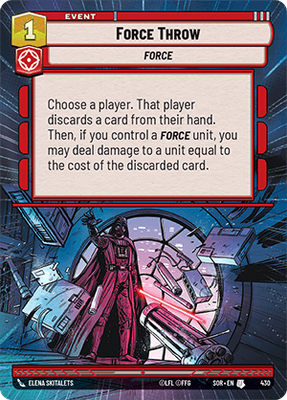 EVENT
1
FORCE THROW
FORCE
Choose a player. That player
discards a card from their hand.
Then, if you control a FORCE unit, you
may deal damage to a unit equal to
the cost of the discarded card.
ELENA SKITALETS
©LFL ©FFG
SOR • EN
430